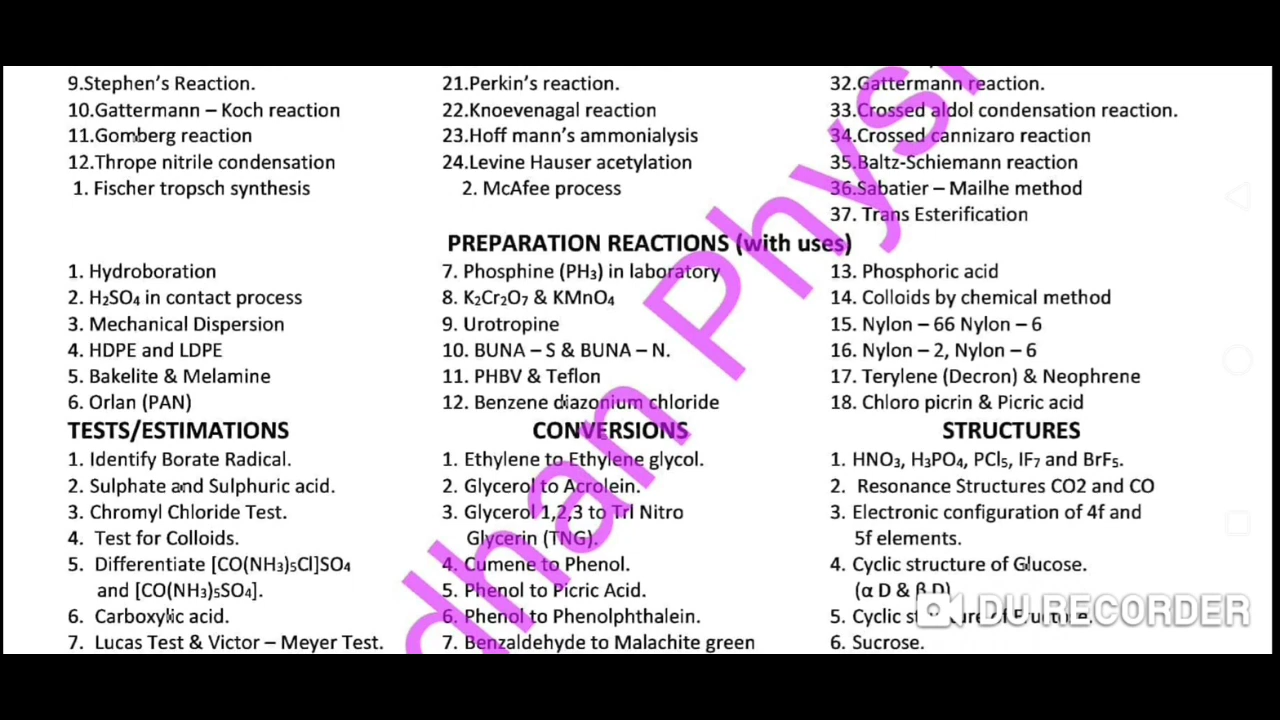 9.Stephen's Reaction.
10.Gattermann – Koch reaction
11.Gomberg reaction
12.Thrope nitrile condensation
1. Fischer tropsch synthesis
21.Perkin's reaction.
22.Knoevenagal reaction
23.Hoff mann's ammonialysis
24.Levine Hauser acetylation
2. McAfee process
32.Gattermann reaction.
33.Crossed aldol condensation reaction.
34.Crossed cannizaro reaction
35.Baltz-Schiemann reaction
36.Sabatier – Mailhe method
37. Trans Esterification
PREPARATION REACTIONS (with uses)
1. Hydroboration
2. H₂SO₄ in contact process
3. Mechanical Dispersion
4. HDPE and LDPE
5. Bakelite & Melamine
6. Orlan (PAN)
7. Phosphine (PH₃) in laboratory
8. K₂Cr₂O₇ & KMnO₄
9. Urotropine
10. BUNA – S & BUNA – N.
11. PHBV & Teflon
12. Benzene diazonium chloride
13. Phosphoric acid
14. Colloids by chemical method
15. Nylon – 66 Nylon – 6
16. Nylon – 2, Nylon – 6
17. Terylene (Decron) & Neophrene
18. Chloro picrin & Picric acid
TESTS/ESTIMATIONS
1. Identify Borate Radical.
2. Sulphate and Sulphuric acid.
3. Chromyl Chloride Test.
4. Test for Colloids.
5. Differentiate [CO(NH₃)₅Cl]SO₄
and [CO(NH₃)₅SO₄].
6. Carboxylic acid.
7. Lucas Test & Victor – Meyer Test.
CONVERSIONS
1. Ethylene to Ethylene glycol.
2. Glycerol to Acrolein.
3. Glycerol 1,2,3 to TrI Nitro
Glycerin (TNG).
4. Cumene to Phenol.
5. Phenol to Picric Acid.
6. Phenol to Phenolphthalein.
7. Benzaldehyde to Malachite green
STRUCTURES
1. HNO₃, H₃PO₄, PCl₅, IF₇ and BrF₅.
2. Resonance Structures CO2 and CO
3. Electronic configuration of 4f and
5f elements.
4. Cyclic structure of Glucose.
(α D & β D)
5. Cyclic structure of Fructose.
6. Sucrose.
dhan Physi
DU RECORDER